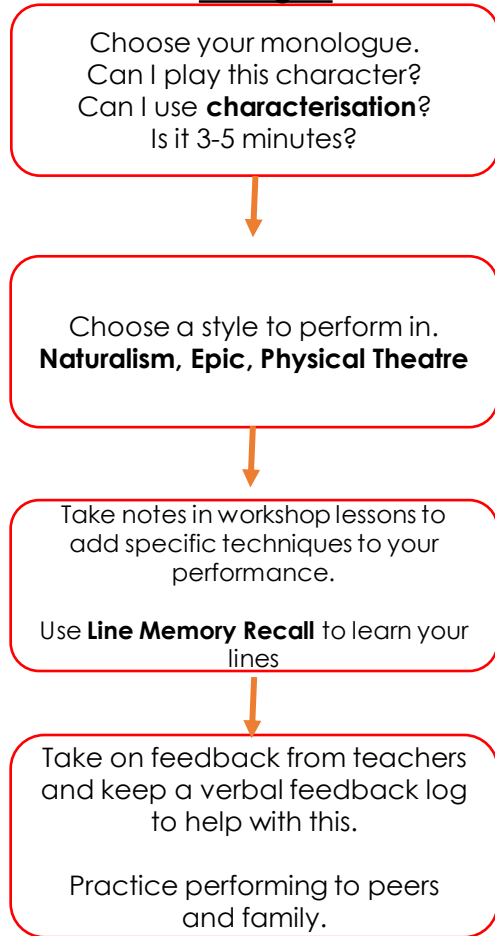 Choose your monologue.
Can I play this character?
Can I use characterisation?
Is it 3-5 minutes?
Choose a style to perform in.
Naturalism, Epic, Physical Theatre
Take notes in workshop lessons to
add specific techniques to your
performance.
Use Line Memory Recall to learn your
lines
Take on feedback from teachers
and keep a verbal feedback log
to help with this.
Practice performing to peers
and family.